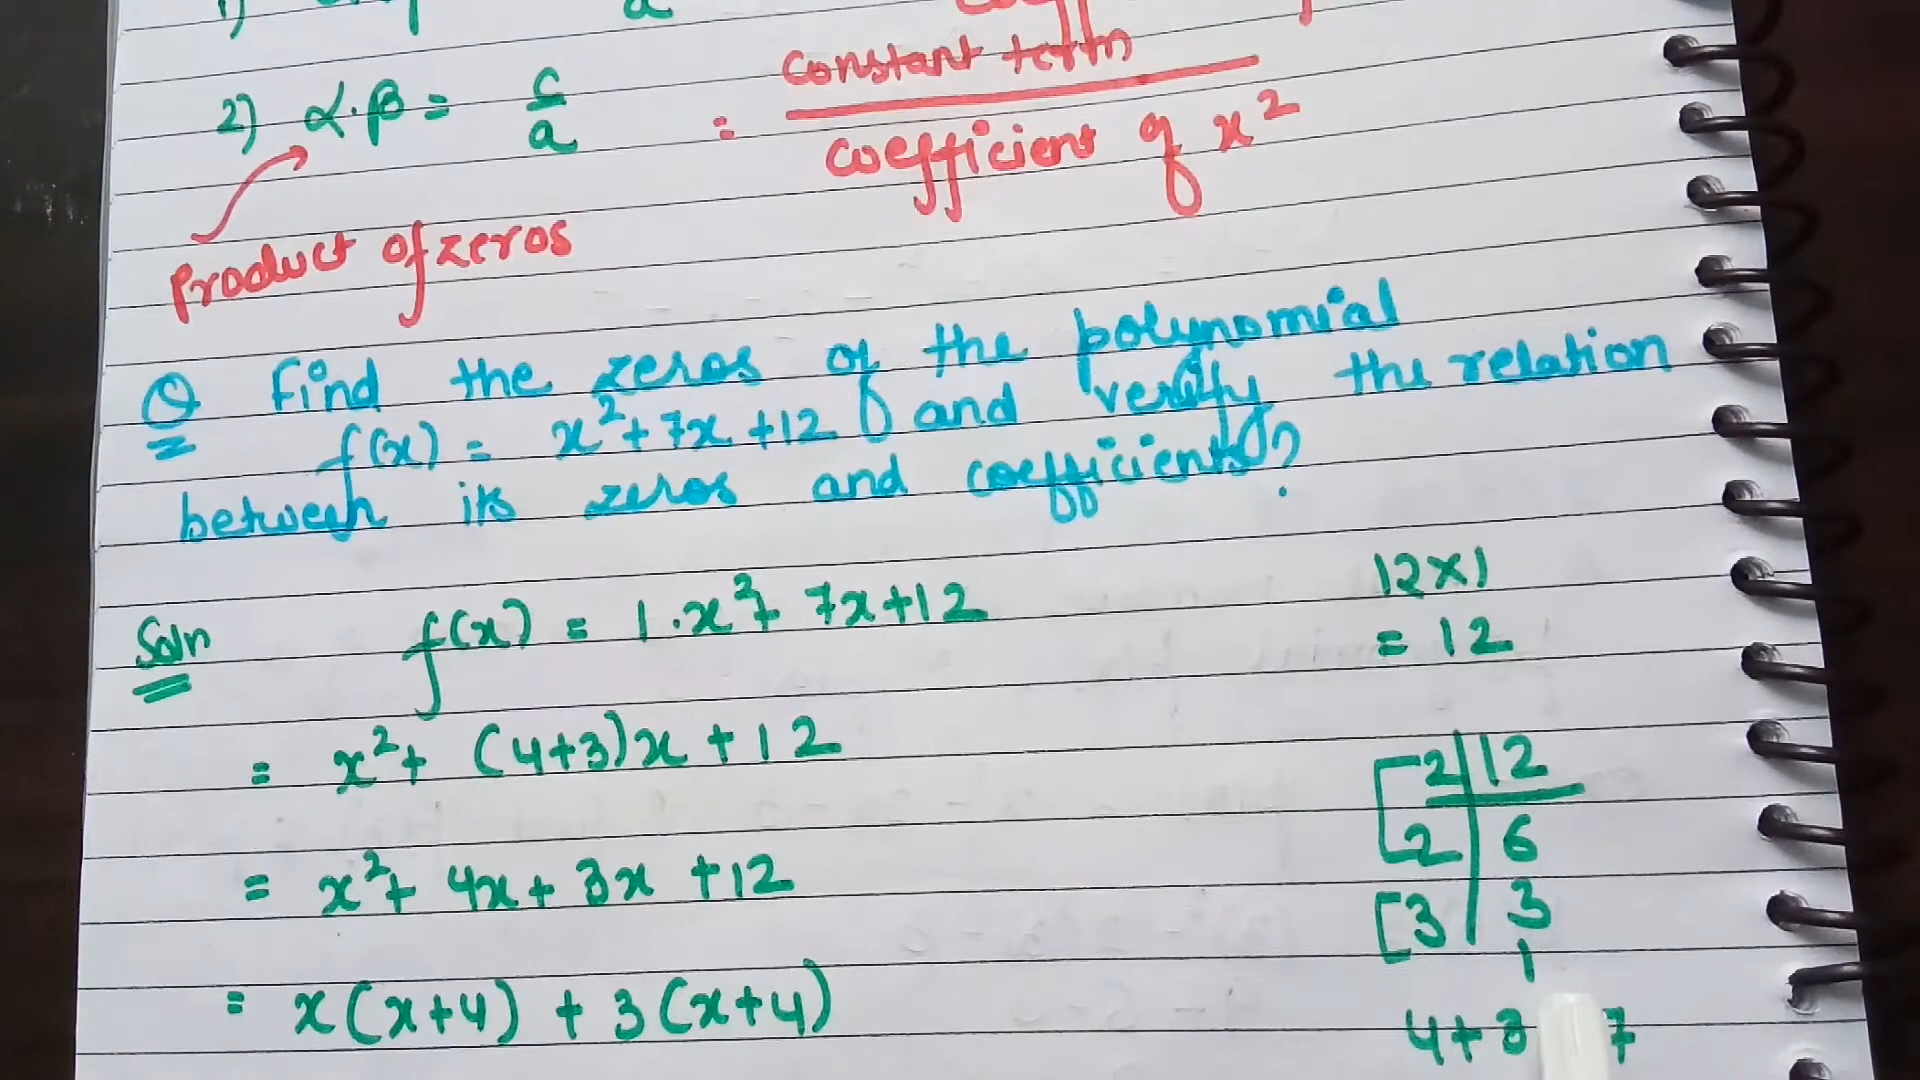 2) α.β = c/a = constant term / coefficient of x²
Product of zeros
Q Find the zeros of the polynomial
f(x) = x²+7x+12 and verify the relation
between its zeros and coefficients?
Soln f(x) = 1.x²+ 7x+12
= x²+ (4+3)x+12
= x²+ 4x+ 3x +12
= x(x+4) + 3(x+4)
12x1
= 12
2|12
2|6
3|3
1
4+3 7